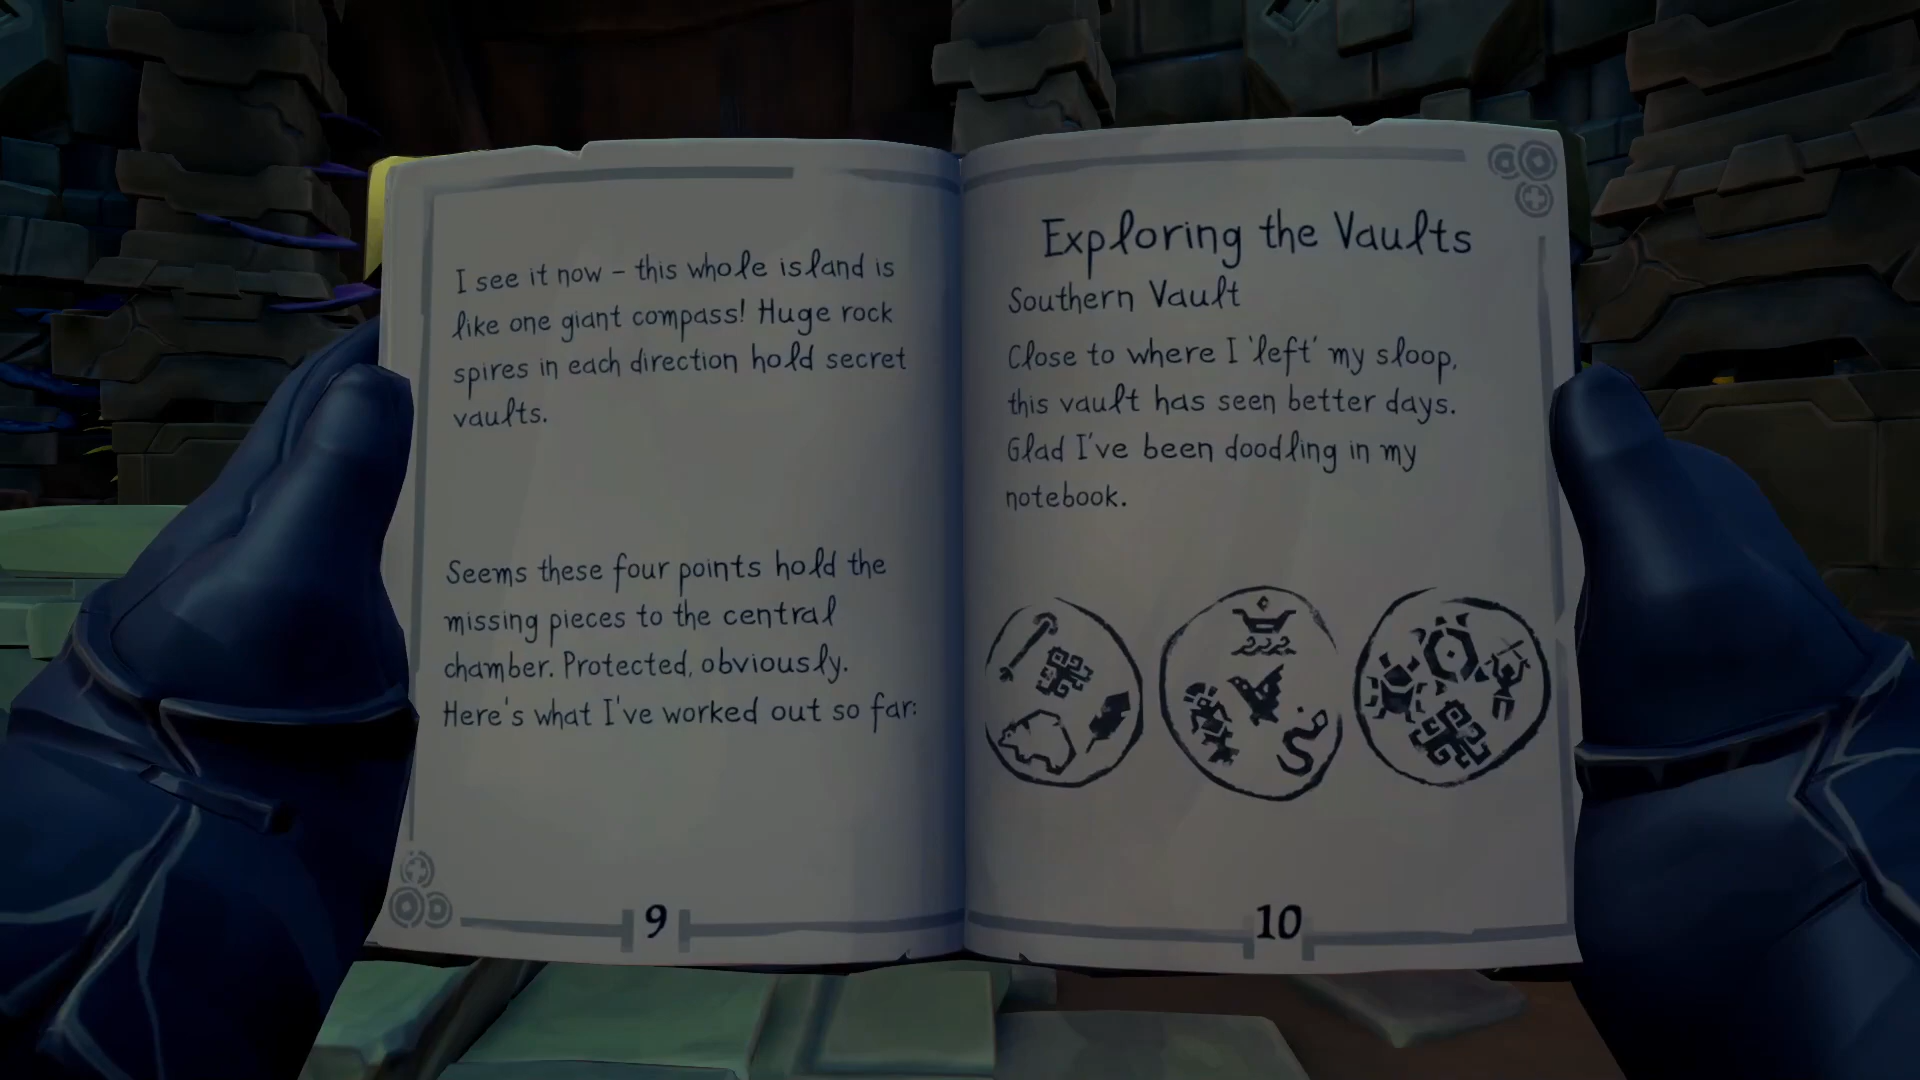 I see it now – this whole island is
like one giant compass! Huge rock
spires in each direction hold secret
vaults.
Seems these four points hold the
missing pieces to the central
chamber. Protected, obviously.
Here's what I've worked out so far:
9
Exploring the Vaults
Southern Vault
Close to where I 'left' my sloop,
this vault has seen better days.
Glad I've been doodling in my
notebook.
10